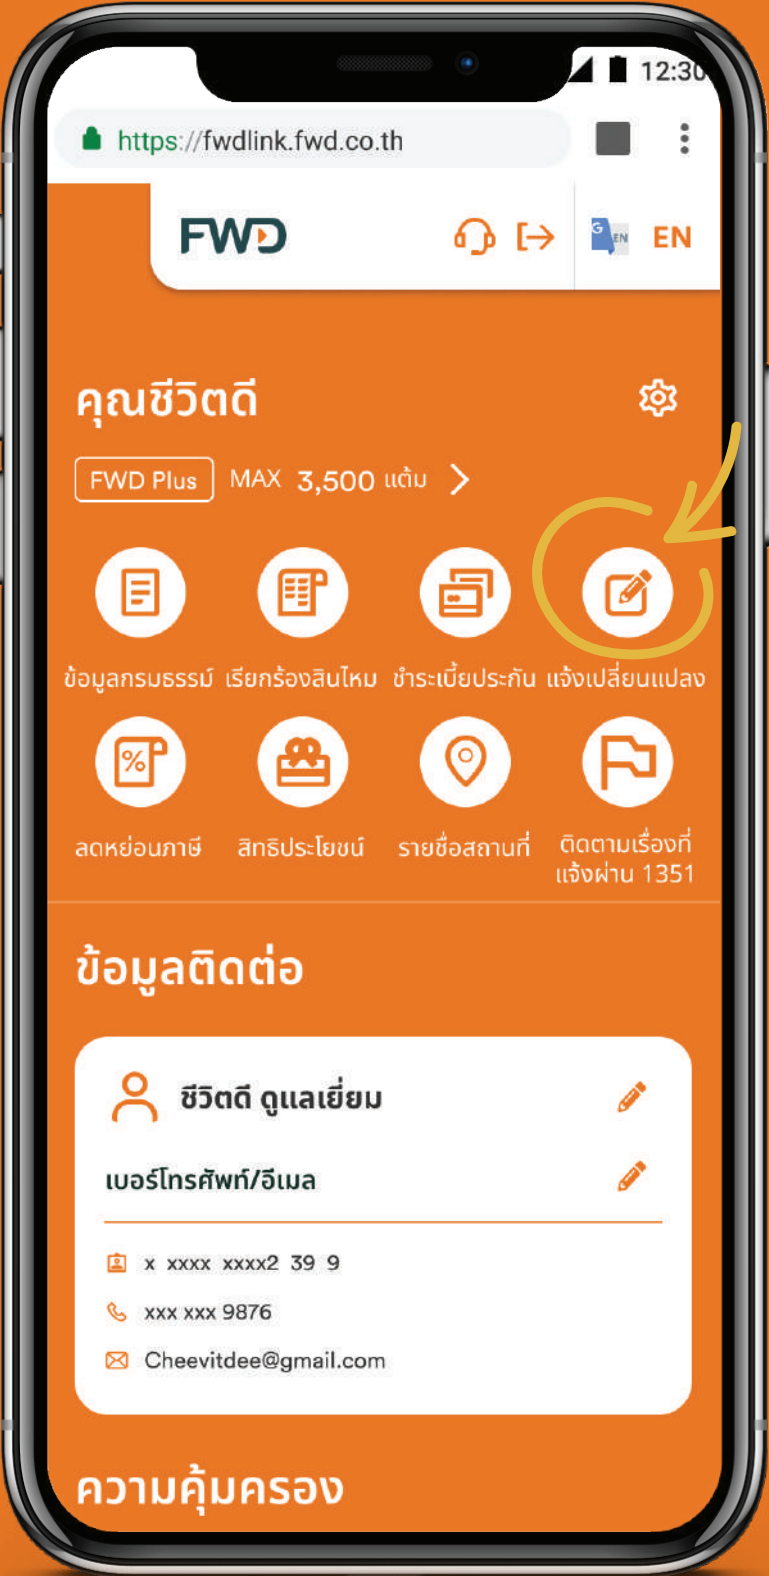 12:30
https://fwdlink.fwd.co.th
FWD
G EN
EN
คุณชีวิตดี
FWD Plus MAX 3,500 แต้ม
ข้อมูลกรมธรรม์ เรียกร้องสินไหม ชำระเบี้ยประกัน แจ้งเปลี่ยนแปลง
%
ลดหย่อนภาษี สิทธิประโยชน์ รายชื่อสถานที่ ติดตามเรื่องที่
แจ้งผ่าน 1351
ข้อมูลติดต่อ
ชีวิตดี ดูแลเยี่ยม
เบอร์โทรศัพท์/อีเมล
x xxxx xxxx2 39 9
xxx xxx 9876
Cheevitdee@gmail.com
ความคุ้มครอง